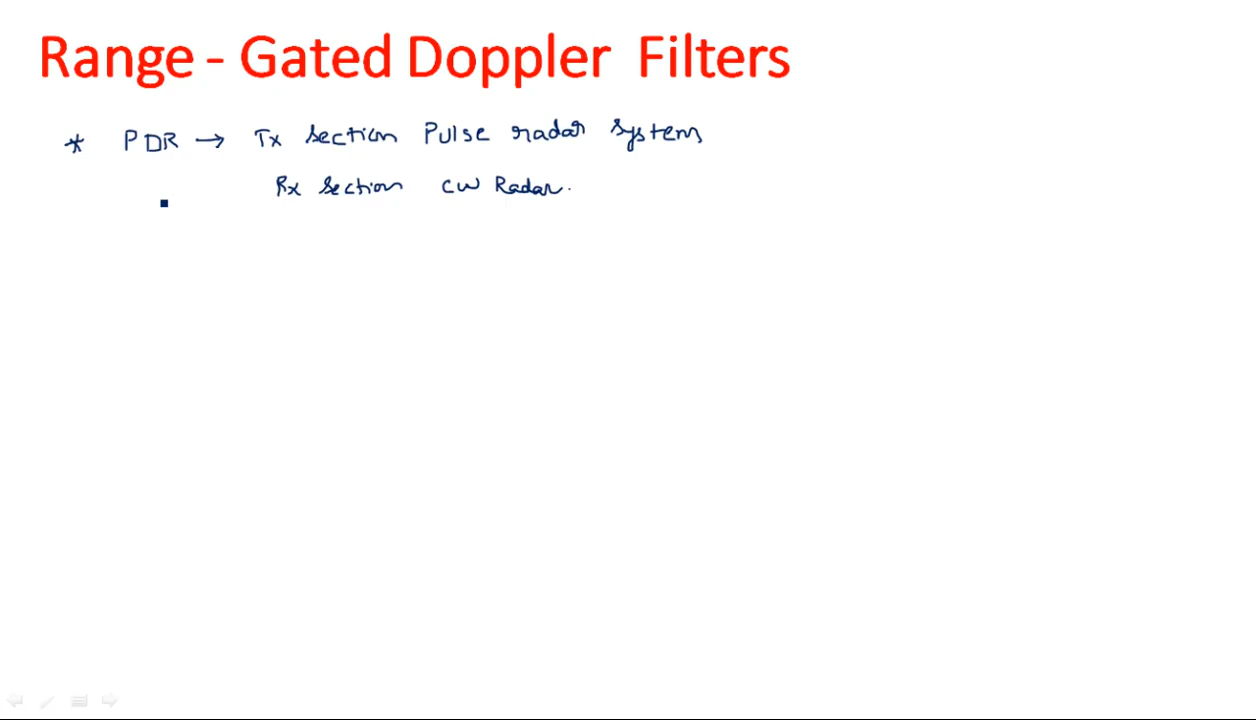 Range - Gated Doppler Filters
* PDR → Tx section Pulse radar system
Rx section CW Radar.